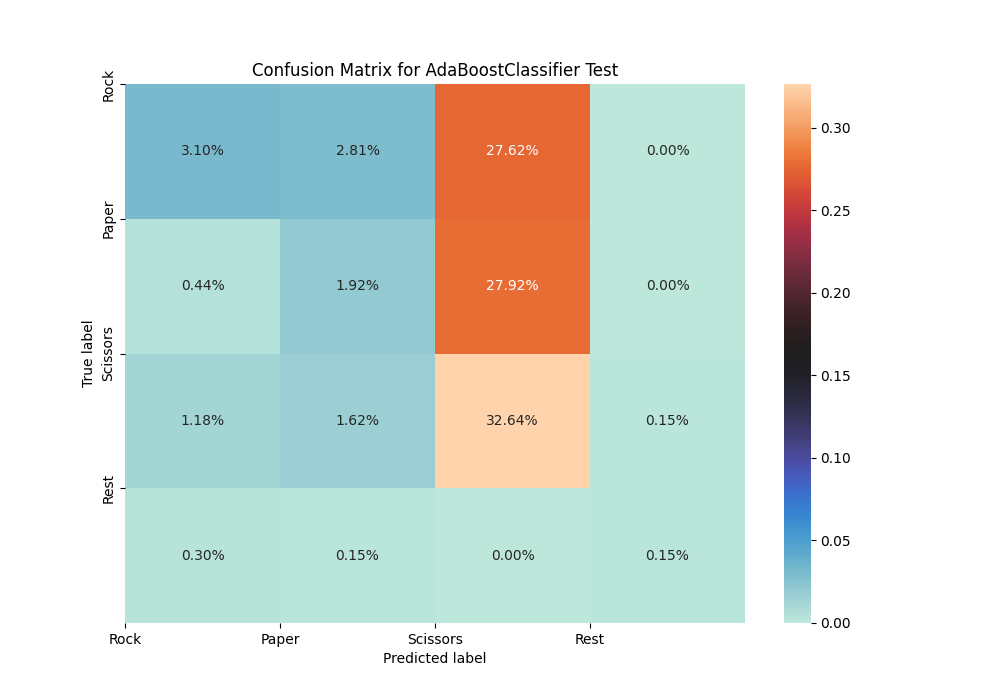 Confusion Matrix for AdaBoostClassifier Test
True label
Rock
Paper
Scissors
Rest
3.10% 2.81% 27.62% 0.00%
0.44% 1.92% 27.92% 0.00%
1.18% 1.62% 32.64% 0.15%
0.30% 0.15% 0.00% 0.15%
Rock Paper Scissors Rest
Predicted label
0.30
0.25
0.20
0.15
0.10
0.05
0.00